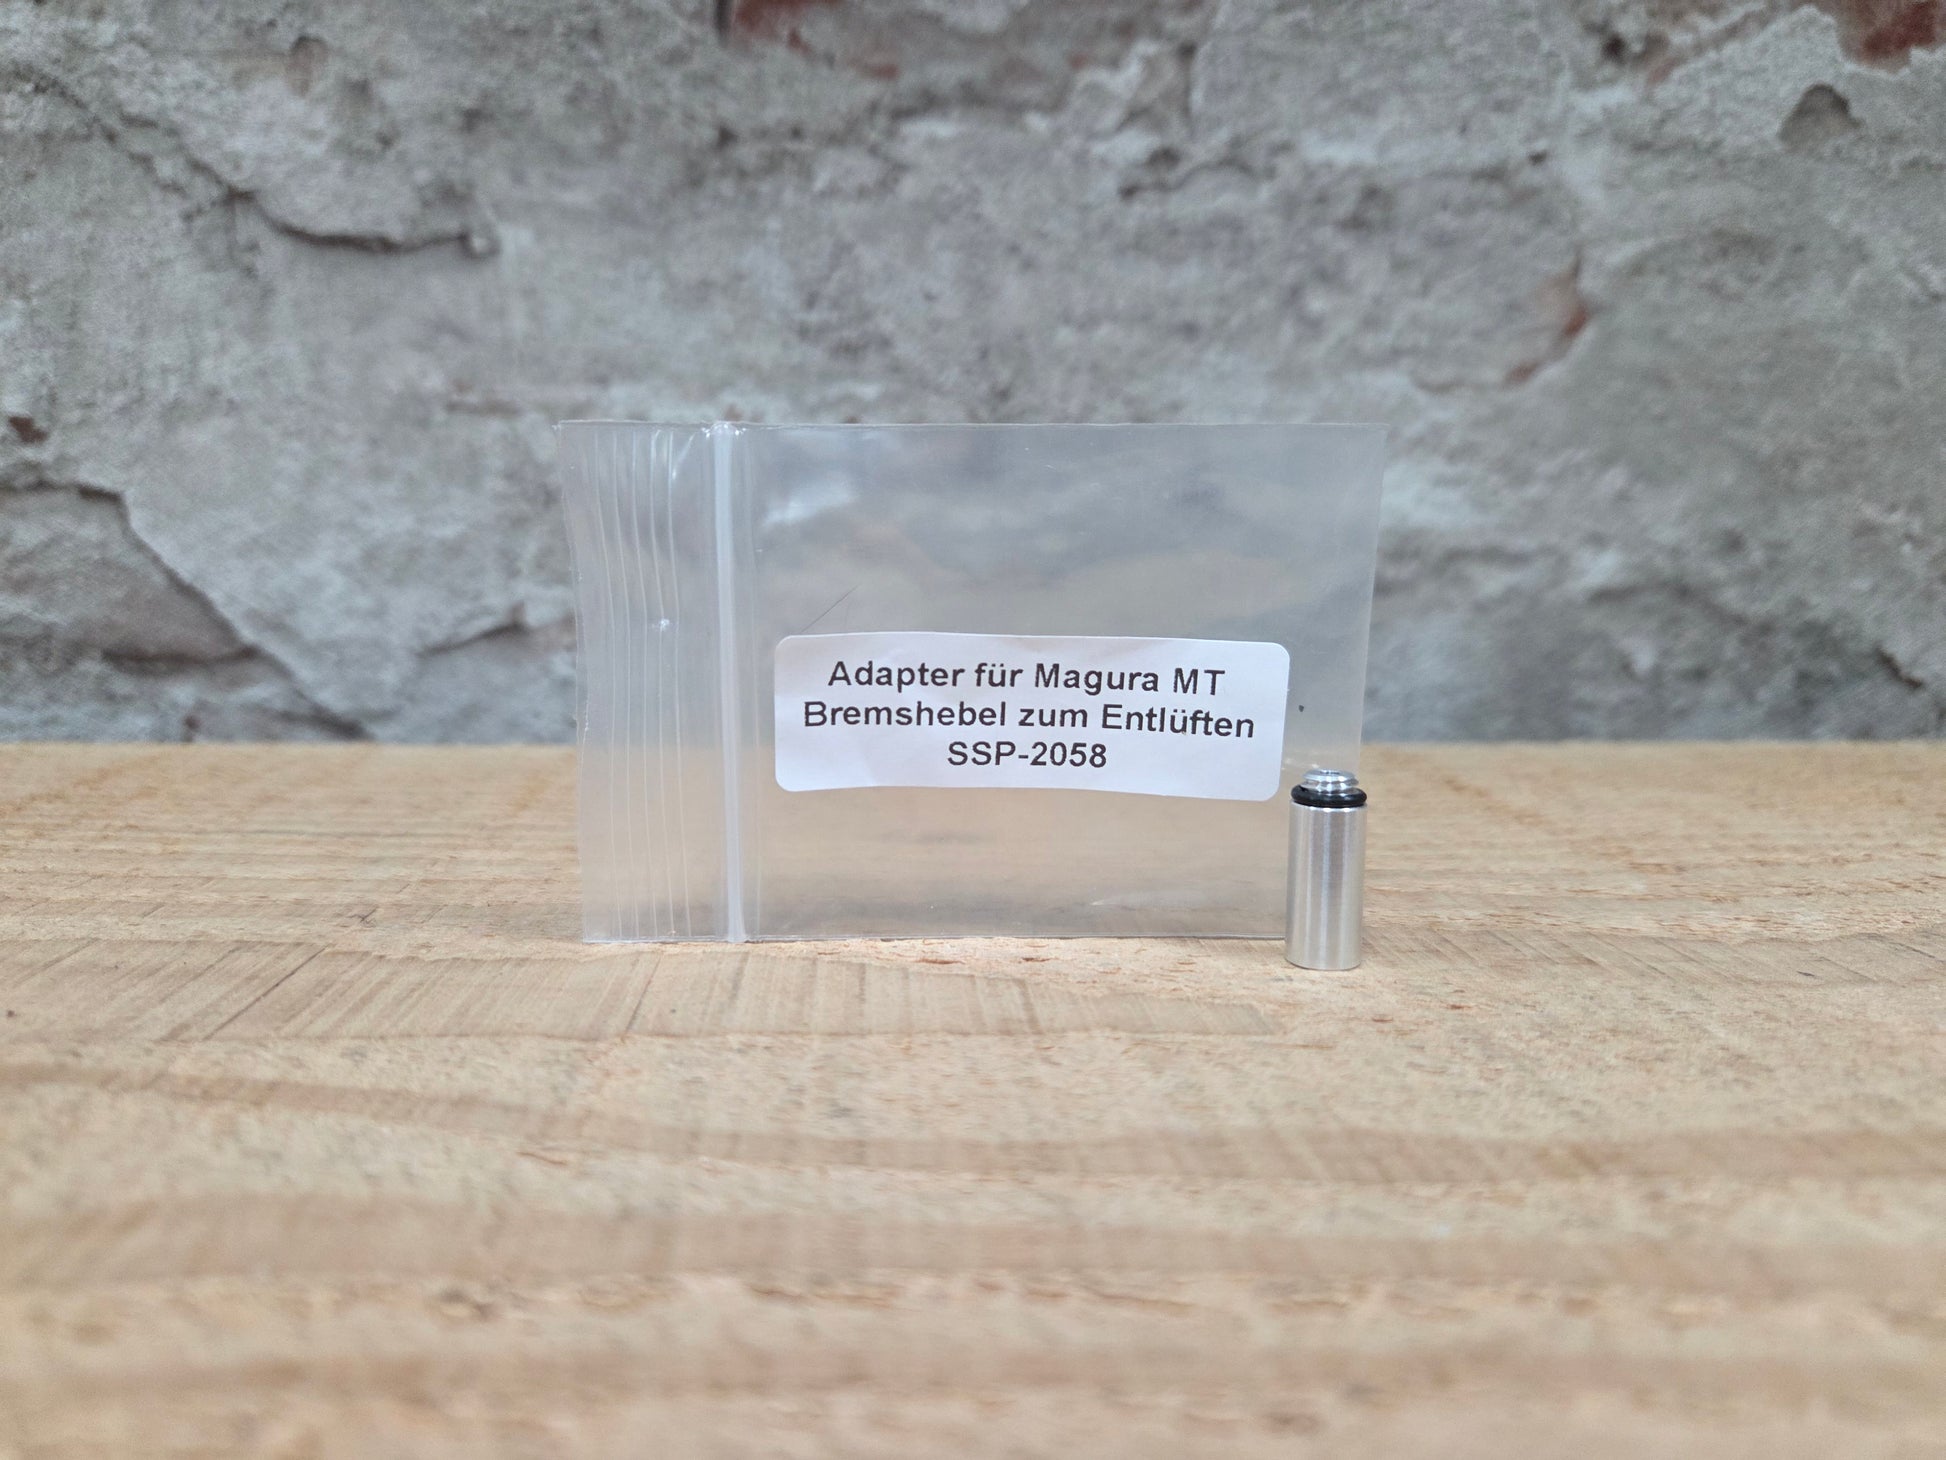 Adapter für Magura MT
Bremshebel zum Entlüften
SSP-2058